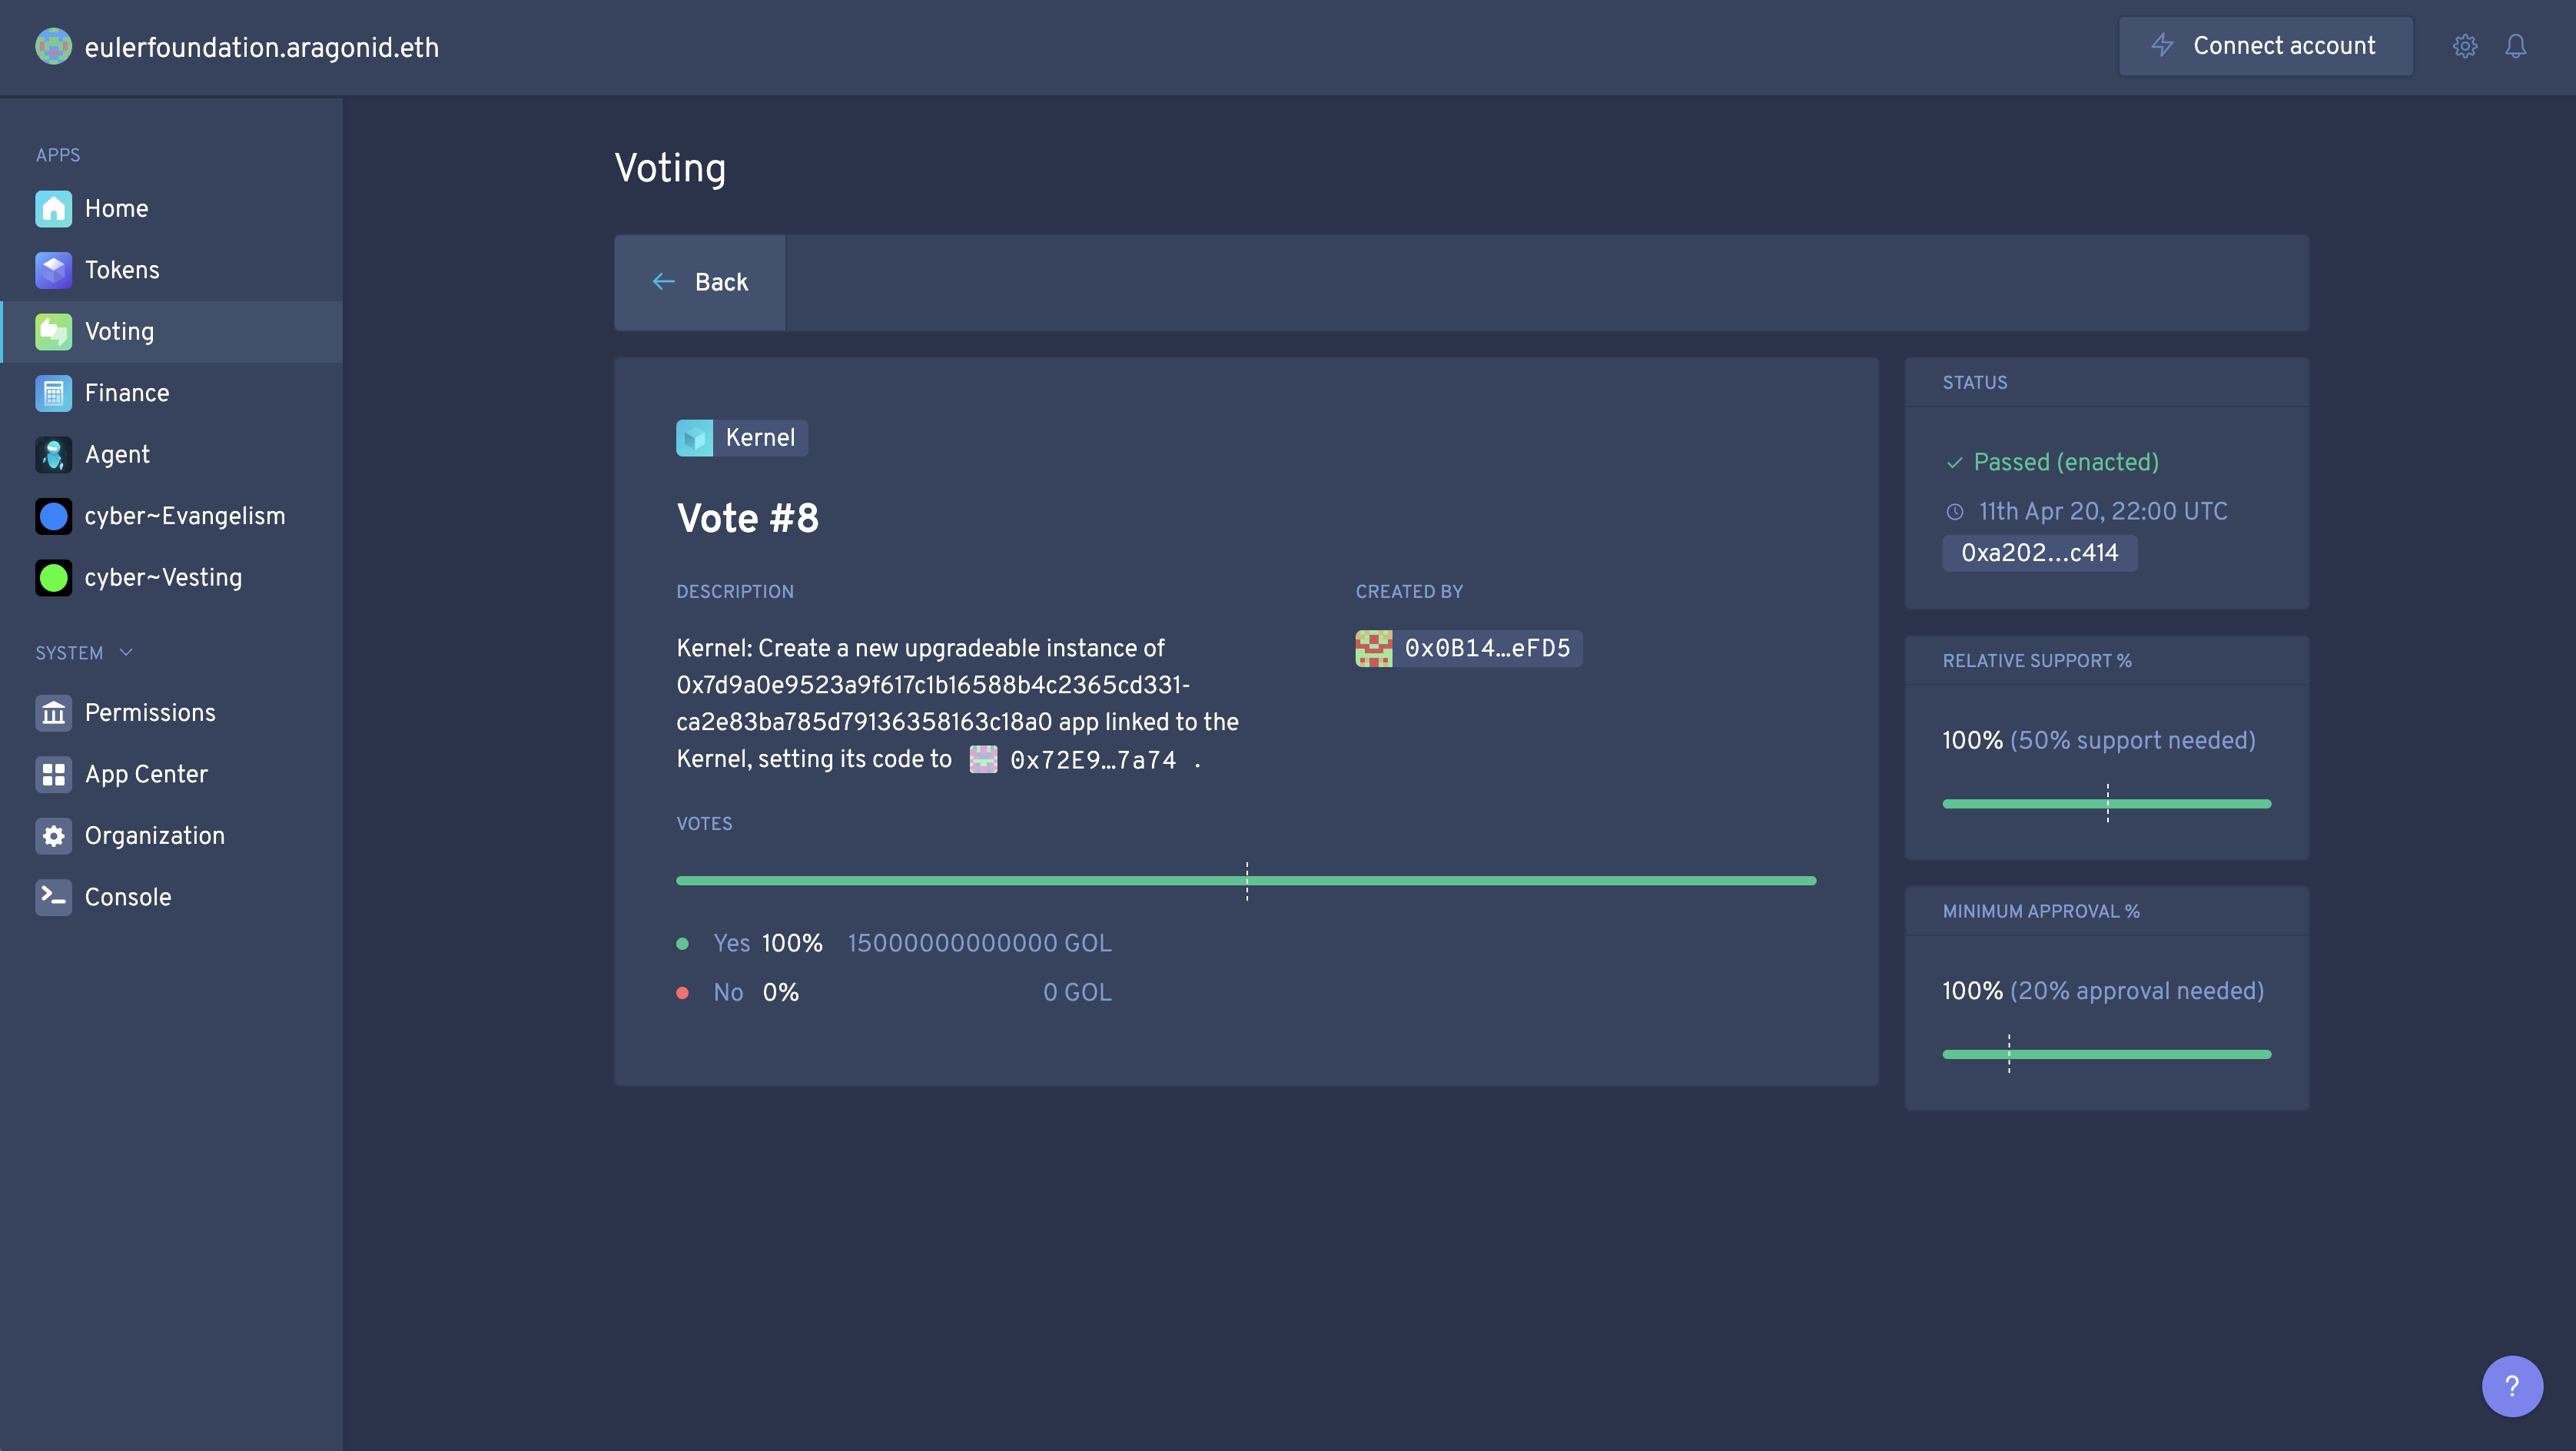 eulerfoundation.aragonid.eth
Connect account
APPS
Home
Tokens
Voting
Finance
Agent
cyber~Evangelism
cyber~Vesting
SYSTEM
Permissions
App Center
Organization
Console
Voting
Back
Kernel
Vote #8
DESCRIPTION
Kernel: Create a new upgradeable instance of
0x7d9a0e9523a9f617c1b16588b4c2365cd331-
ca2e83ba785d79136358163c18a0 app linked to the
Kernel, setting its code to 0x72E9…7a74 .
CREATED BY
0x0B14…eFD5
VOTES
Yes 100% 15000000000000 GOL
No 0% 0 GOL
STATUS
Passed (enacted)
11th Apr 20, 22:00 UTC
0xa202…c414
RELATIVE SUPPORT %
100% (50% support needed)
MINIMUM APPROVAL %
100% (20% approval needed)
?